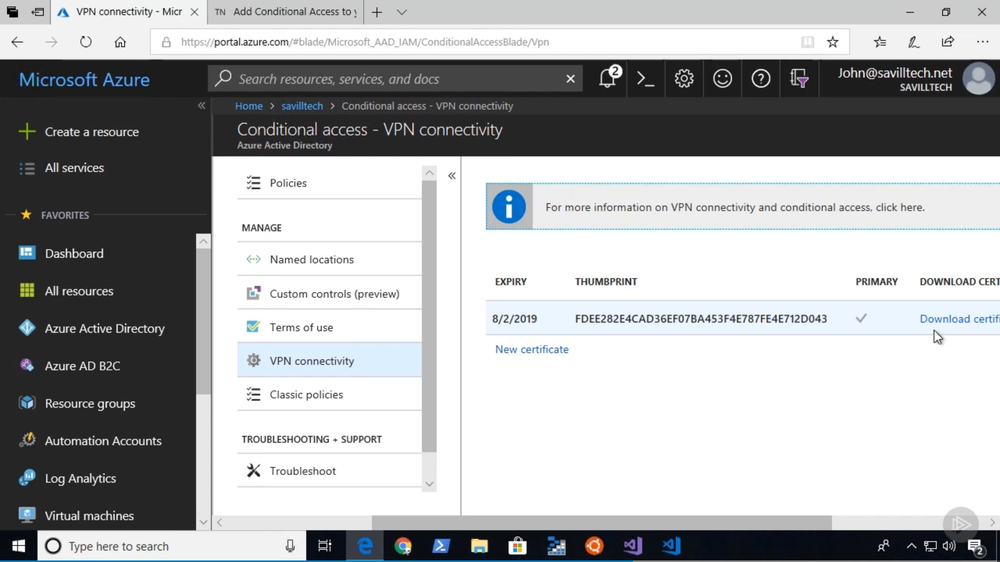 VPN connectivity - Micr
TN Add Conditional Access to y
https://portal.azure.com/#blade/Microsoft_AAD_IAM/ConditionalAccessBlade/Vpn
Microsoft Azure
Search resources, services, and docs
2
John@savilltech.net
SAVILLTECH
Home > savilltech > Conditional access - VPN connectivity
Conditional access - VPN connectivity
Azure Active Directory
Create a resource
All services
FAVORITES
Dashboard
All resources
Azure Active Directory
Azure AD B2C
Resource groups
Automation Accounts
Log Analytics
Virtual machines
Policies
MANAGE
Named locations
Custom controls (preview)
Terms of use
VPN connectivity
Classic policies
TROUBLESHOOTING + SUPPORT
Troubleshoot
For more information on VPN connectivity and conditional access, click here.
EXPIRY THUMBPRINT PRIMARY DOWNLOAD CERT
8/2/2019 FDEE282E4CAD36EF07BA453F4E787FE4E712D043 Download certifi
New certificate
Type here to search
2